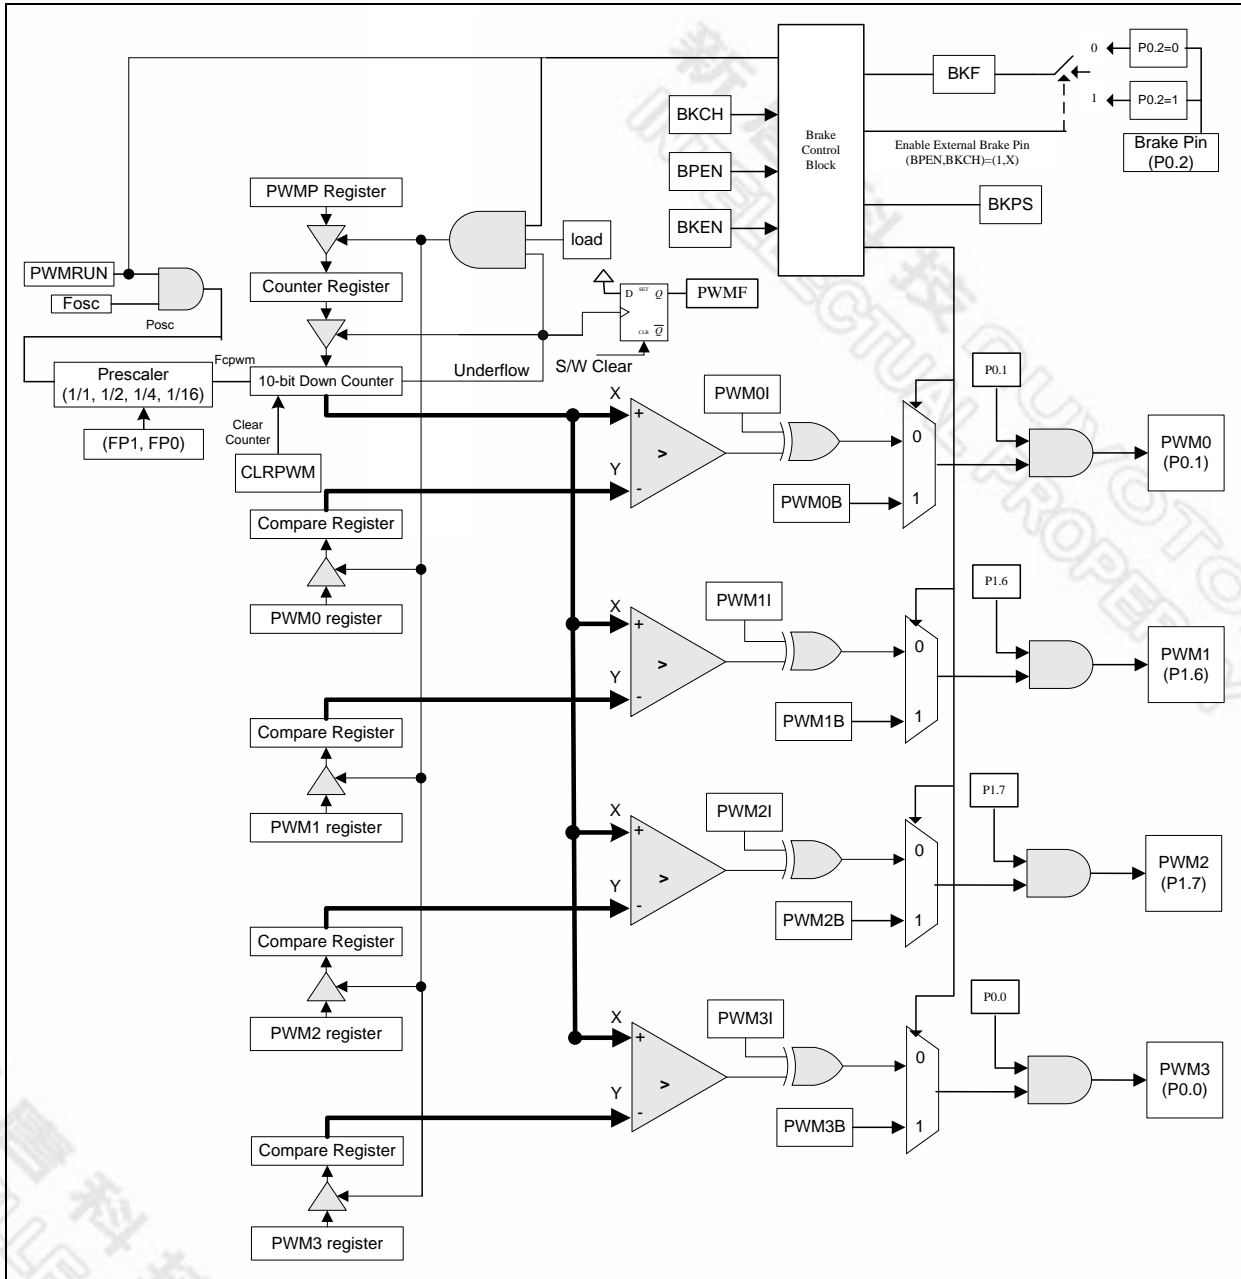 0
P0.2=0
BKF
1
P0.2=1
BKCH
Brake
Control
Block
Enable External Brake Pin
(BPEN,BKCH)=(1,X)
Brake Pin
(P0.2)
BPEN
PWMP Register
BKPS
BKEN
load
PWMRUN
Counter Register
D
SET
Q
PWMF
Fosc
Posc
CLR
Q
S/W Clear
Fcpwm
Prescaler
(1/1, 1/2, 1/4, 1/16)
10-bit Down Counter
Underflow
P0.1
X
PWM0I
Clear
Counter
+
0
(FP1, FP0)
>
PWM0
(P0.1)
CLRPWM
Y
-
PWM0B
1
Compare Register
PWM0 register
X
PWM1I
P1.6
+
0
>
PWM1
(P1.6)
Y
-
PWM1B
1
Compare Register
PWM1 register
X
PWM2I
P1.7
+
0
>
PWM2
(P1.7)
Y
-
PWM2B
1
Compare Register
PWM2 register
X
PWM3I
P0.0
+
0
>
PWM3
(P0.0)
Y
-
PWM3B
1
Compare Register
PWM3 register